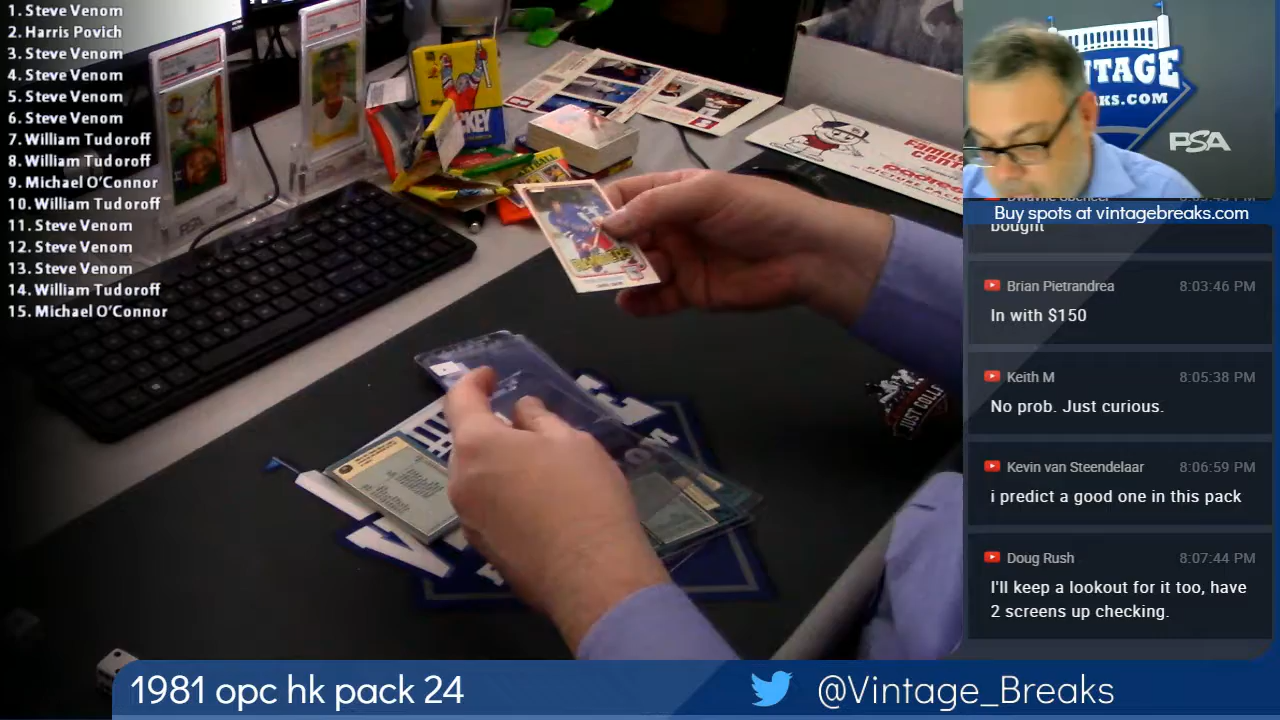 1. Steve Venom
2. Harris Povich
3. Steve Venom
4. Steve Venom
5. Steve Venom
6. Steve Venom
7. William Tudoroff
8. William Tudoroff
9. Michael O'Connor
10. William Tudoroff
11. Steve Venom
12. Steve Venom
13. Steve Venom
14. William Tudoroff
15. Michael O'Connor
KEY
JUST COLLE
NTAGE
AKS.COM
PSA
Buy spots at vintagebreaks.com
bought
Brian Pietrandrea 8:03:46 PM
In with $150
Keith M 8:05:38 PM
No prob. Just curious.
Kevin van Steendelaar 8:06:59 PM
i predict a good one in this pack
Doug Rush 8:07:44 PM
I'll keep a lookout for it too, have
2 screens up checking.
1981 opc hk pack 24
@Vintage_Breaks